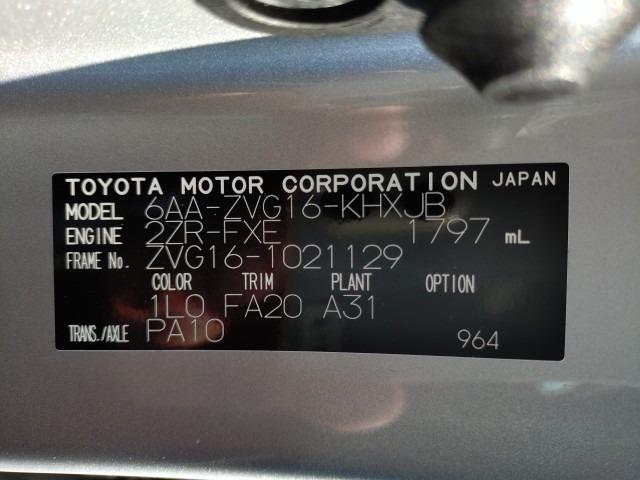 TOYOTA MOTOR CORPORATION JAPAN
MODEL 6AA-ZVG16-KHXJB
ENGINE 2ZR-FXE 1797 mL
FRAME No. ZVG16-1021129
COLOR TRIM PLANT OPTION
1L0 FA20 A31
TRANS./AXLE PA10 964